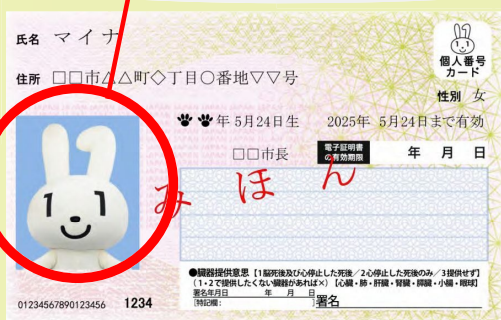 氏名 マイナ
個人番号
カード
住所 □□市△△町◇丁目○番地▽▽号
性別 女
年 5月24日生 2025年 5月24日まで有効
□□市長 電子証明書の有効期限 年 月 日
みほん
1 1
●臓器提供意思【1脳死後及び心停止した死後/2心停止した死後のみ/3提供せず】
(1・2で提供したくない臓器があれば×)【心臓・肺・肝臓・腎臓・膵臓・小腸・眼球】
署名年月日 年 月 日
[特記欄: ]署名
01234567890123456 1234